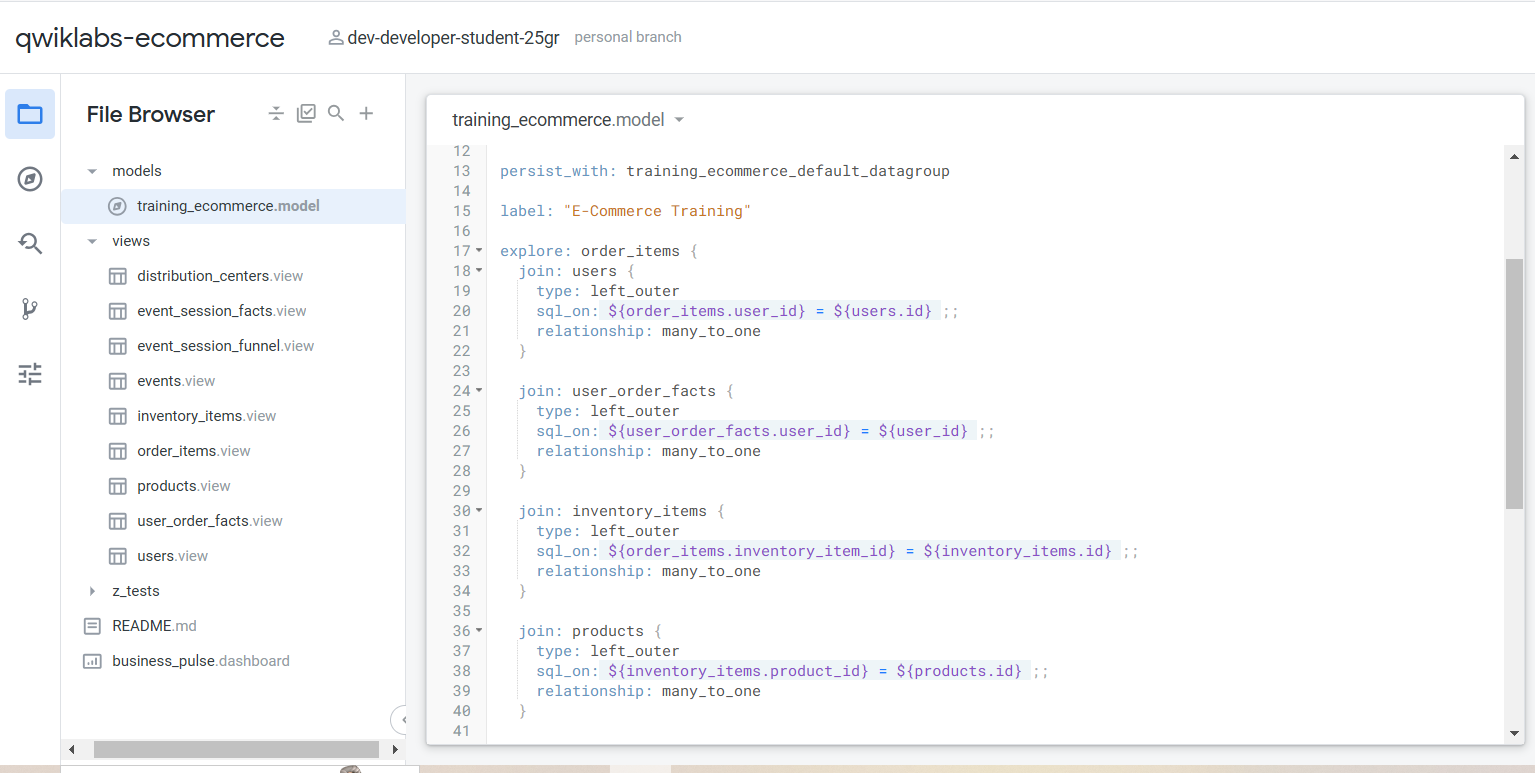 qwiklabs-ecommerce
dev-developer-student-25gr personal branch
File Browser
models
training_ecommerce.model
views
distribution_centers.view
event_session_facts.view
event_session_funnel.view
events.view
inventory_items.view
order_items.view
products.view
user_order_facts.view
users.view
z_tests
README.md
business_pulse.dashboard
training_ecommerce.model
12
13 persist_with: training_ecommerce_default_datagroup
14
15 label: "E-Commerce Training"
16
17 explore: order_items {
18 join: users {
19 type: left_outer
20 sql_on: ${order_items.user_id} = ${users.id} ;;
21 relationship: many_to_one
22 }
23
24 join: user_order_facts {
25 type: left_outer
26 sql_on: ${user_order_facts.user_id} = ${user_id} ;;
27 relationship: many_to_one
28 }
29
30 join: inventory_items {
31 type: left_outer
32 sql_on: ${order_items.inventory_item_id} = ${inventory_items.id} ;;
33 relationship: many_to_one
34 }
35
36 join: products {
37 type: left_outer
38 sql_on: ${inventory_items.product_id} = ${products.id} ;;
39 relationship: many_to_one
40 }
41